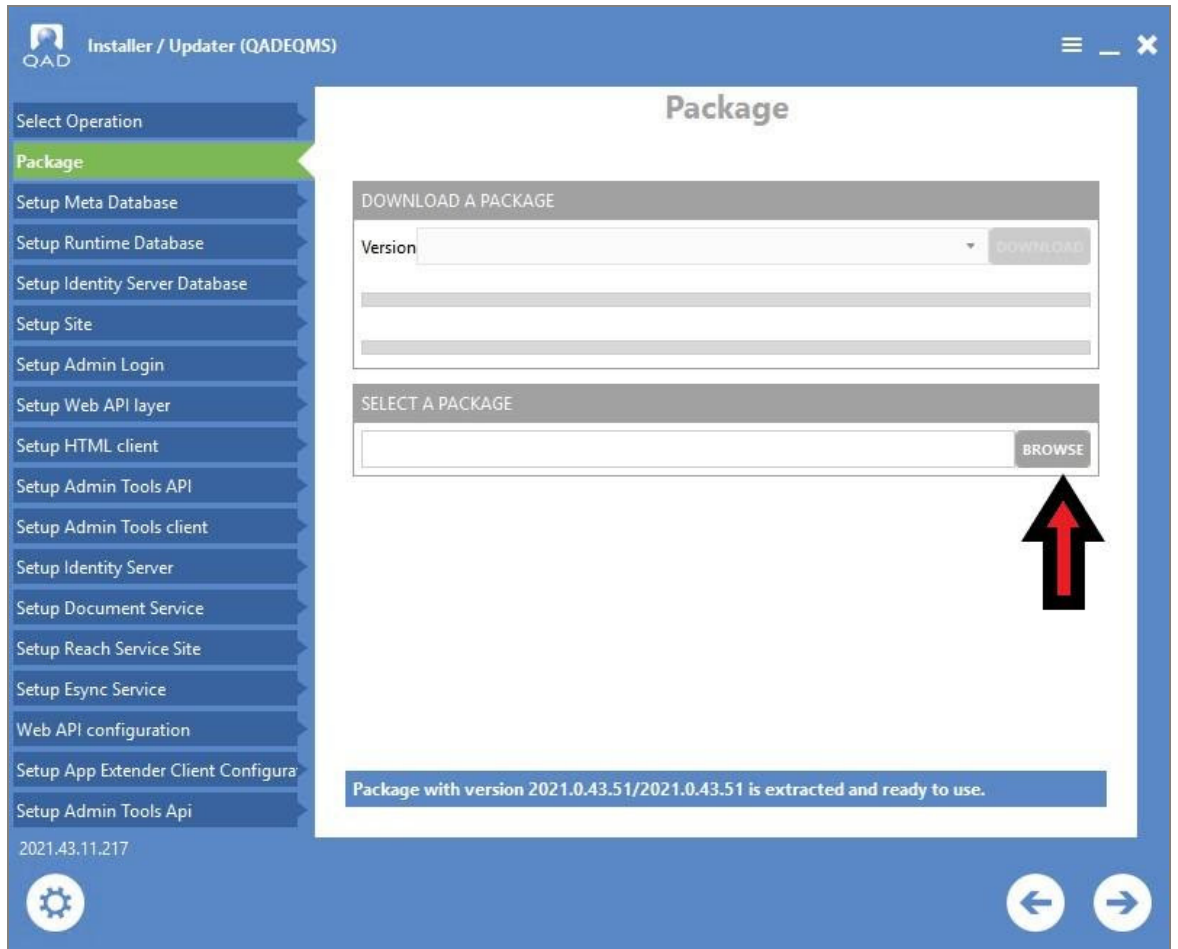 QAD
Installer / Updater (QADEQMS)
Select Operation
Package
Setup Meta Database
Setup Runtime Database
Setup Identity Server Database
Setup Site
Setup Admin Login
Setup Web API layer
Setup HTML client
Setup Admin Tools API
Setup Admin Tools client
Setup Identity Server
Setup Document Service
Setup Reach Service Site
Setup Esync Service
Web API configuration
Setup App Extender Client Configura
Setup Admin Tools Api
2021.43.11.217
Package
DOWNLOAD A PACKAGE
Version
DOWNLOAD
SELECT A PACKAGE
BROWSE
Package with version 2021.0.43.51/2021.0.43.51 is extracted and ready to use.